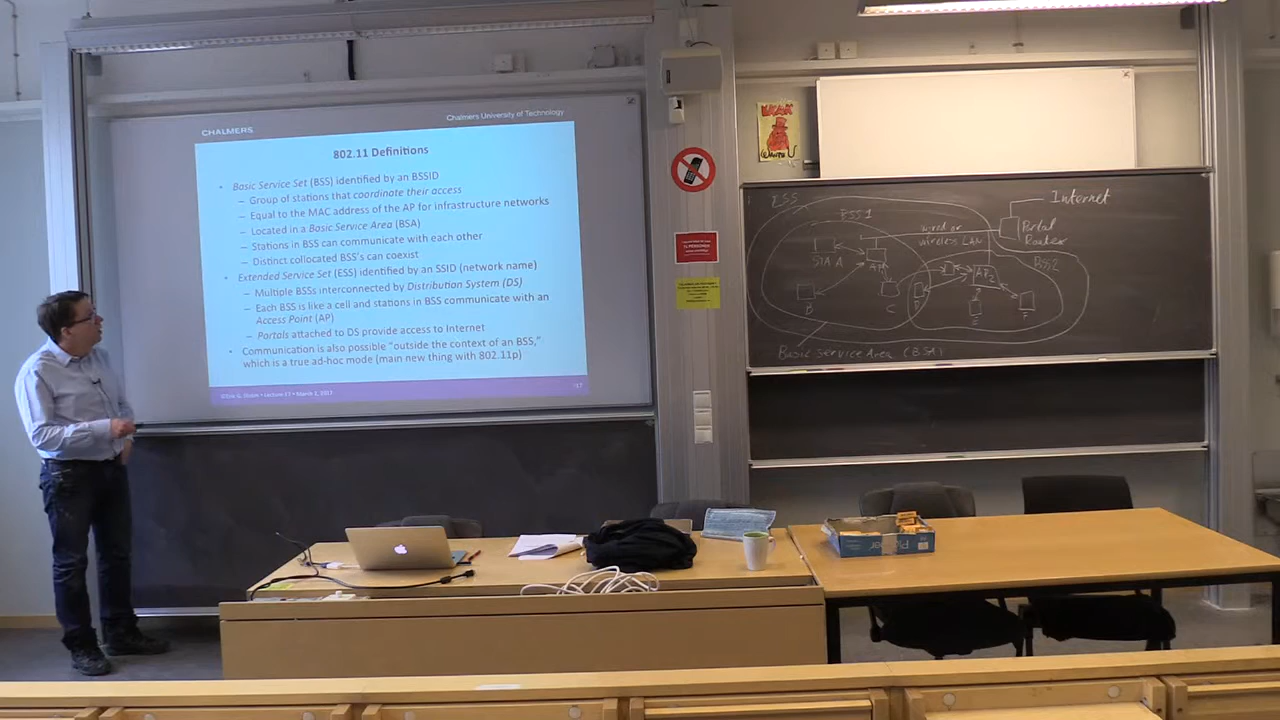 CHALMERS
Chalmers University of Technology
802.11 Definitions
• Basic Service Set (BSS) identified by an BSSID
– Group of stations that coordinate their access
– Equal to the MAC address of the AP for infrastructure networks
– Located in a Basic Service Area (BSA)
– Stations in BSS can communicate with each other
– Distinct collocated BSS's can coexist
• Extended Service Set (ESS) identified by an SSID (network name)
– Multiple BSSs interconnected by Distribution System (DS)
– Each BSS is like a cell and stations in BSS communicate with an
Access Point (AP)
– Portals attached to DS provide access to Internet
• Communication is also possible "outside the context of an BSS,"
which is a true ad-hoc mode (main new thing with 802.11p)
ESS
Internet
BSS1
wired or
wireless LAN
Portal
Router
STA A
BSS2
AP2
B
C
E
F
Basic Service Area (BSA)